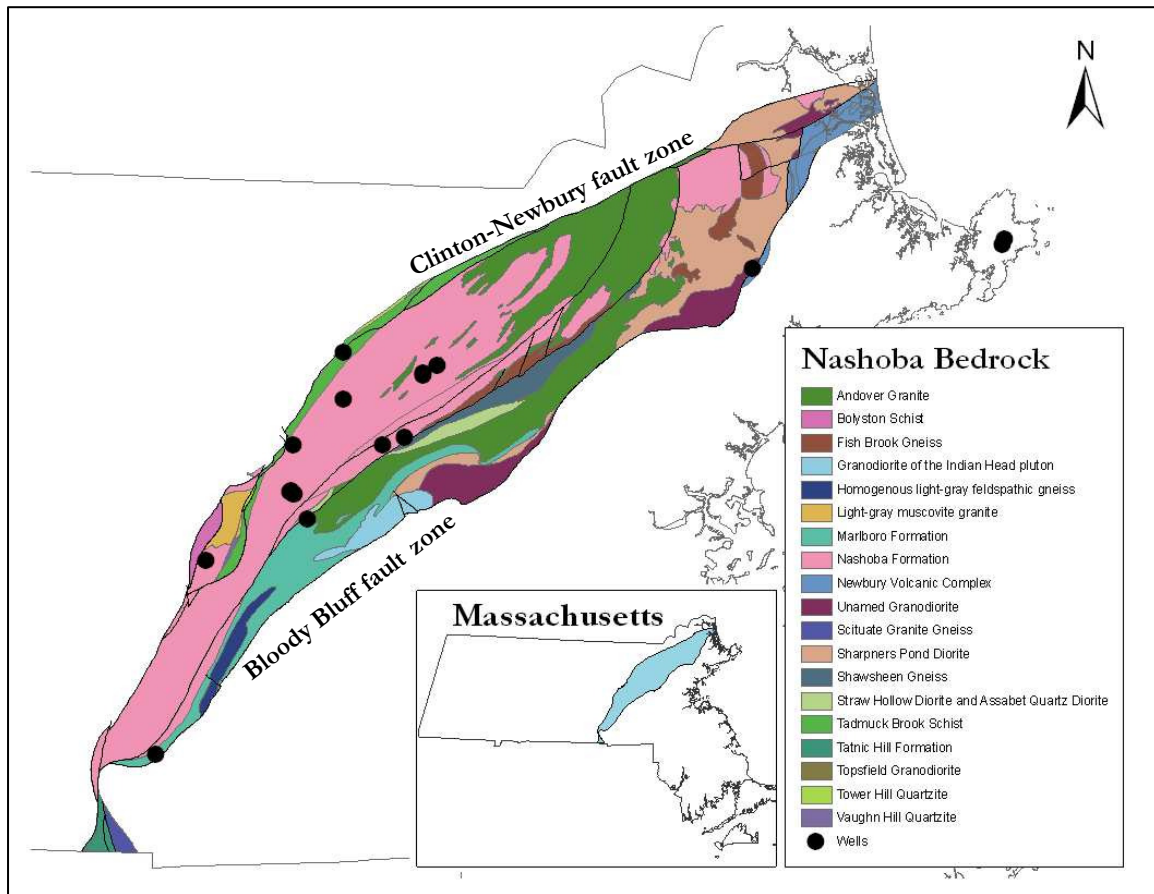 N
Clinton-Newbury fault zone
Bloody Bluff fault zone
Massachusetts
Nashoba Bedrock
Andover Granite
Bolyston Schist
Fish Brook Gneiss
Granodiorite of the Indian Head pluton
Homogenous light-gray feldspathic gneiss
Light-gray muscovite granite
Marlboro Formation
Nashoba Formation
Newbury Volcanic Complex
Unamed Granodiorite
Scituate Granite Gneiss
Sharpners Pond Diorite
Shawsheen Gneiss
Straw Hollow Diorite and Assabet Quartz Diorite
Tadmuck Brook Schist
Tatnic Hill Formation
Topsfield Granodiorite
Tower Hill Quartzite
Vaughn Hill Quartzite
Wells